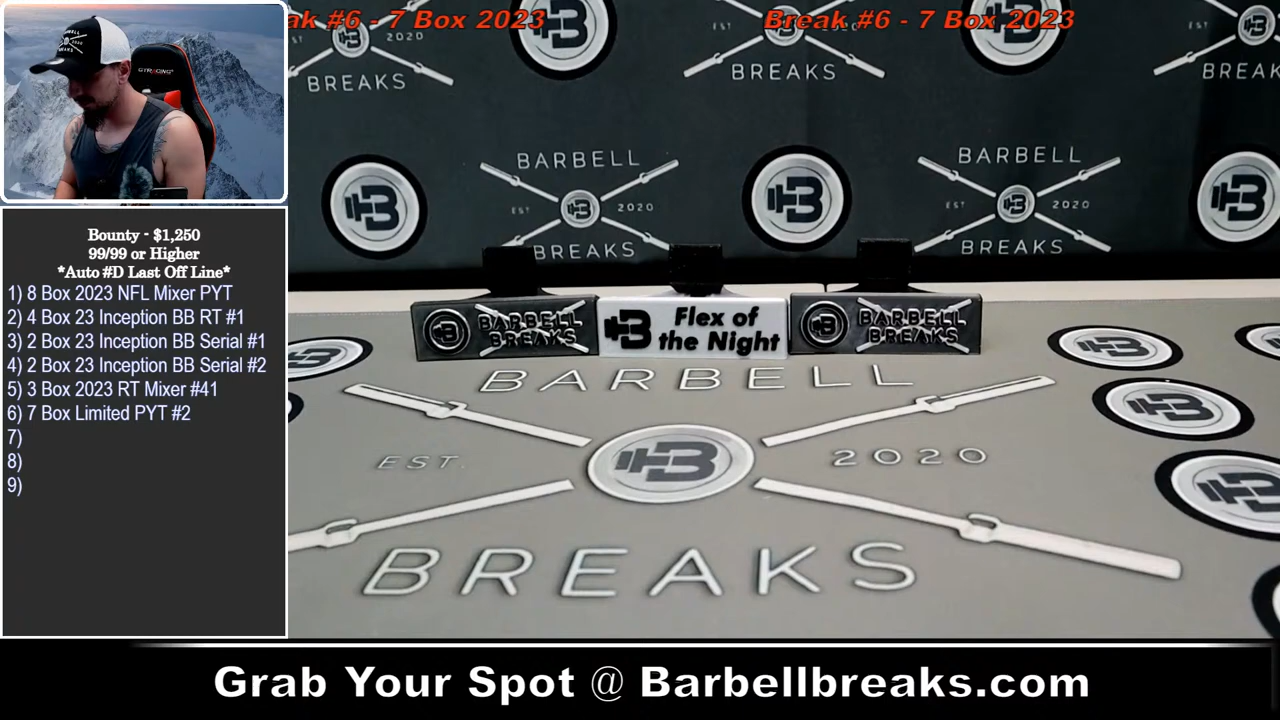 ak #6 - 7 Box 2023
Break #6 - 7 Box 2023
2020
BREAKS
BREAKS
BREAK
BARBELL
EST 2020
BREAKS
BARBELL
EST 2020
BREAKS
BARBELL
BREAKS
GTRACING
Bounty - $1,250
99/99 or Higher
*Auto #D Last Off Line*
1) 8 Box 2023 NFL Mixer PYT
2) 4 Box 23 Inception BB RT #1
3) 2 Box 23 Inception BB Serial #1
4) 2 Box 23 Inception BB Serial #2
5) 3 Box 2023 RT Mixer #41
6) 7 Box Limited PYT #2
7)
8)
9)
BARBELL
BREAKS
Flex of
the Night
BARBELL
BREAKS
BARBELL
EST. 2020
BREAKS
Grab Your Spot @ Barbellbreaks.com